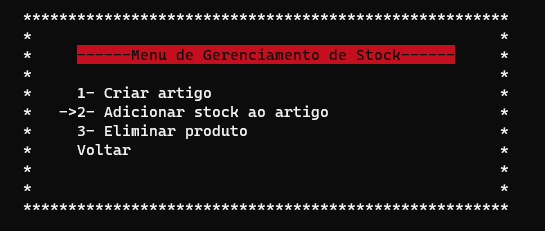 ******************************************************
* *
* ------Menu de Gerenciamento de Stock------ *
* *
* 1- Criar artigo *
* ->2- Adicionar stock ao artigo *
* 3- Eliminar produto *
* Voltar *
* *
* *
******************************************************